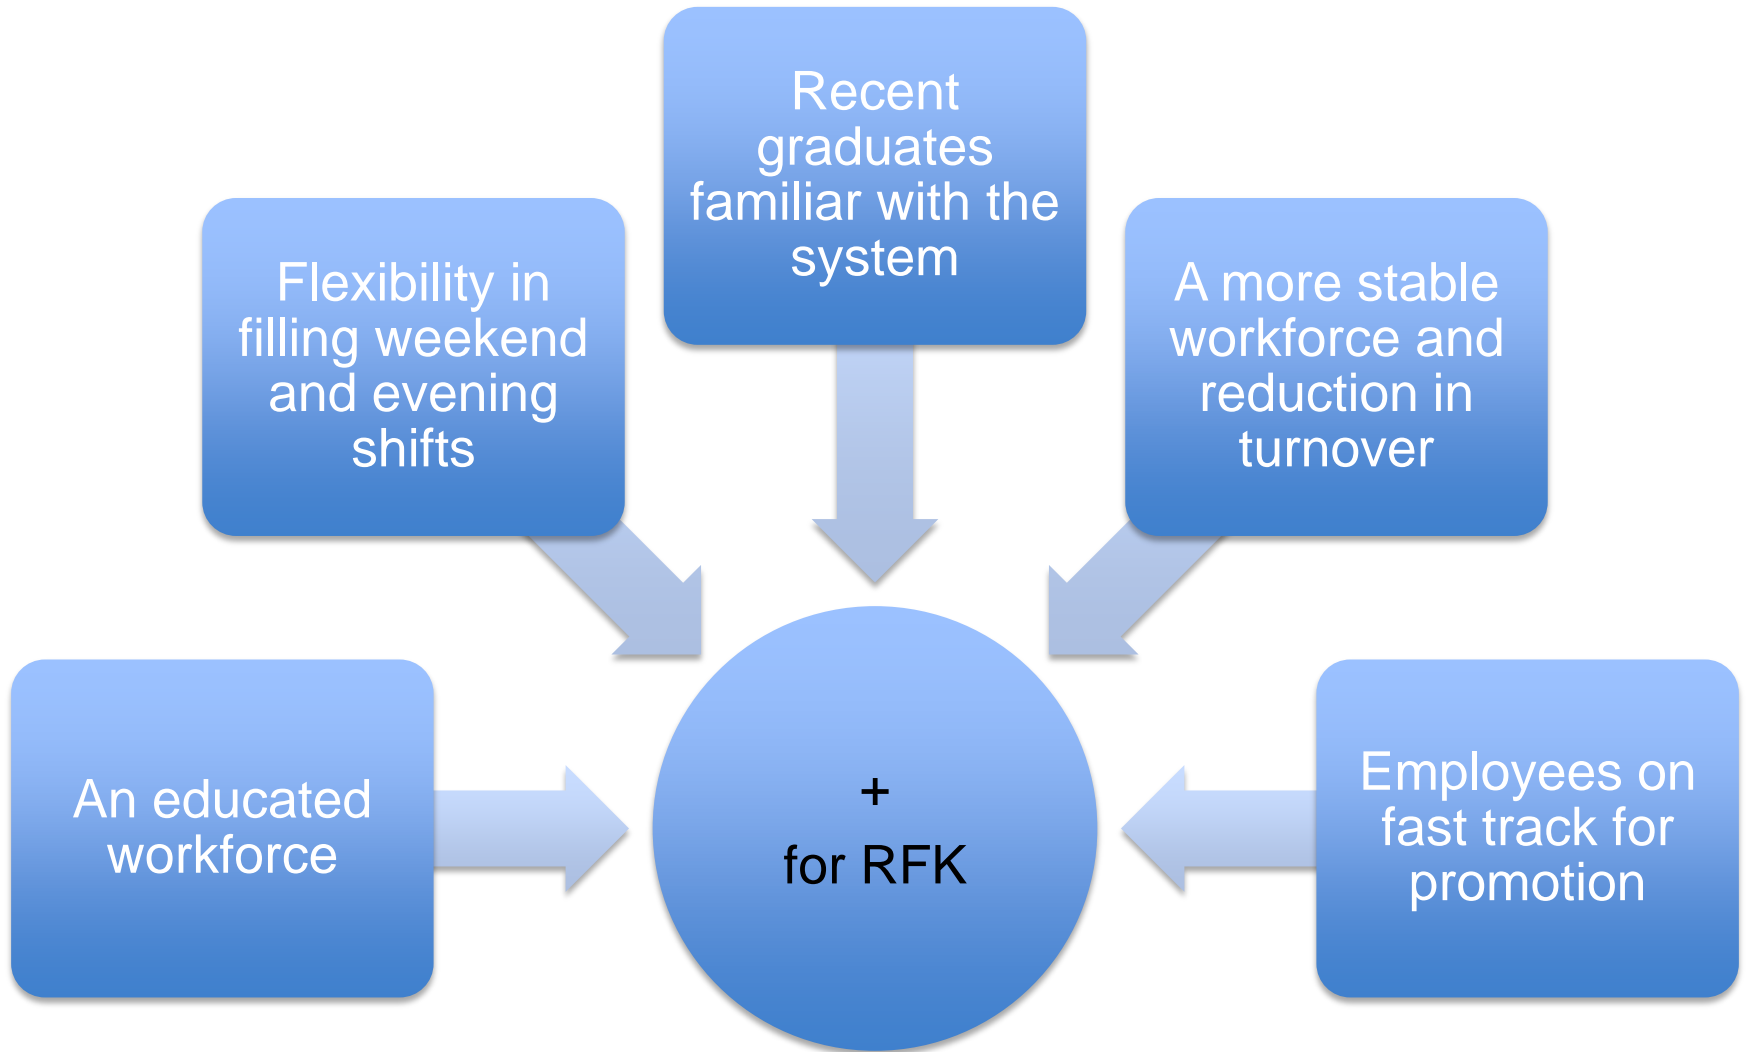 Recent
graduates
familiar with the
system
Flexibility in
filling weekend
and evening
shifts
A more stable
workforce and
reduction in
turnover
An educated
workforce
+
for RFK
Employees on
fast track for
promotion